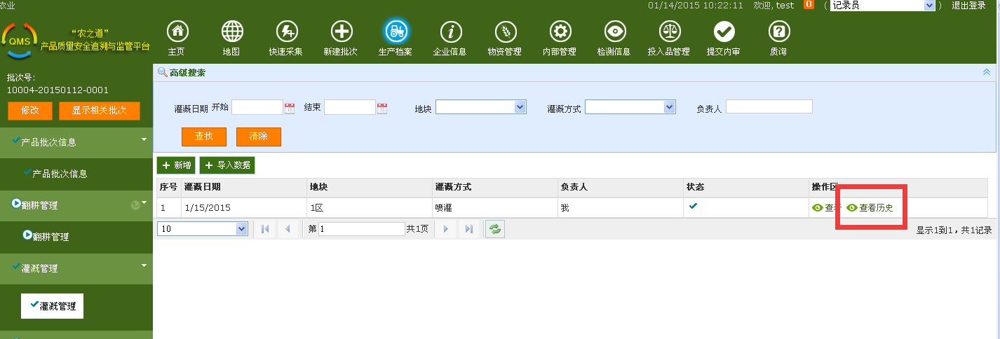 农业
01/14/2015 10:22:11 欢迎, test 0 ( 记录员 ) 退出登录
QMS
“农之道”
产品质量安全追溯与监管平台
主页 地图 快速采集 新建批次 生产档案 企业信息 物资管理 内部管理 检测信息 投入品管理 提交内审 质询
批次号:
10004-20150112-0001
修改 显示相关批次
产品批次信息
产品批次信息
翻耕管理
翻耕管理
灌溉管理
灌溉管理
高级搜索
灌溉日期 开始 结束 地块 灌溉方式 负责人
查找 清除
新增 导入数据
序号 灌溉日期 地块 灌溉方式 负责人 状态 操作区
1 1/15/2015 1区 喷灌 我 查看 查看历史
10 第 1 共1页 显示1到1，共1记录